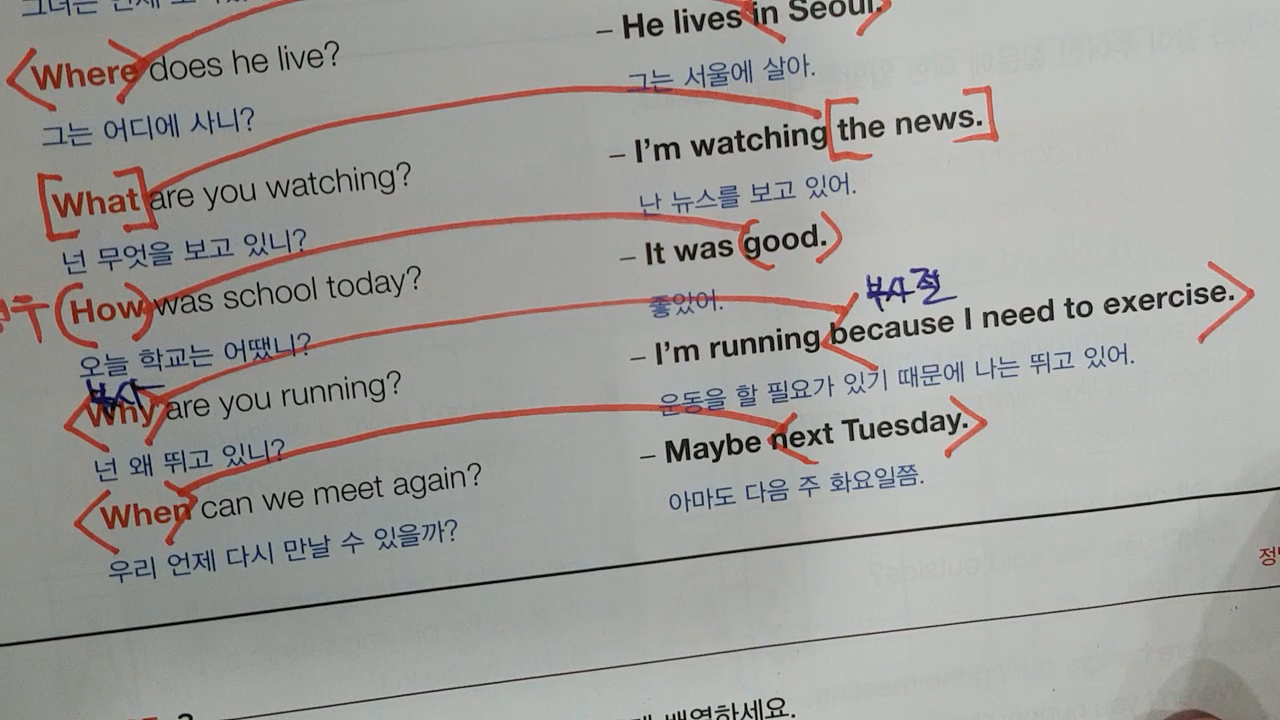 Where does he live? – He lives in Seoul.
그는 어디에 사니? 그는 서울에 살아.
What are you watching? – I'm watching the news.
넌 무엇을 보고 있니? 난 뉴스를 보고 있어.
How was school today? – It was good.
오늘 학교는 어땠니? 좋았어.
부사절
Why are you running? – I'm running because I need to exercise.
부사
넌 왜 뛰고 있니? 운동을 할 필요가 있기 때문에 나는 뛰고 있어.
When can we meet again? – Maybe next Tuesday.
우리 언제 다시 만날 수 있을까? 아마도 다음 주 화요일쯤.